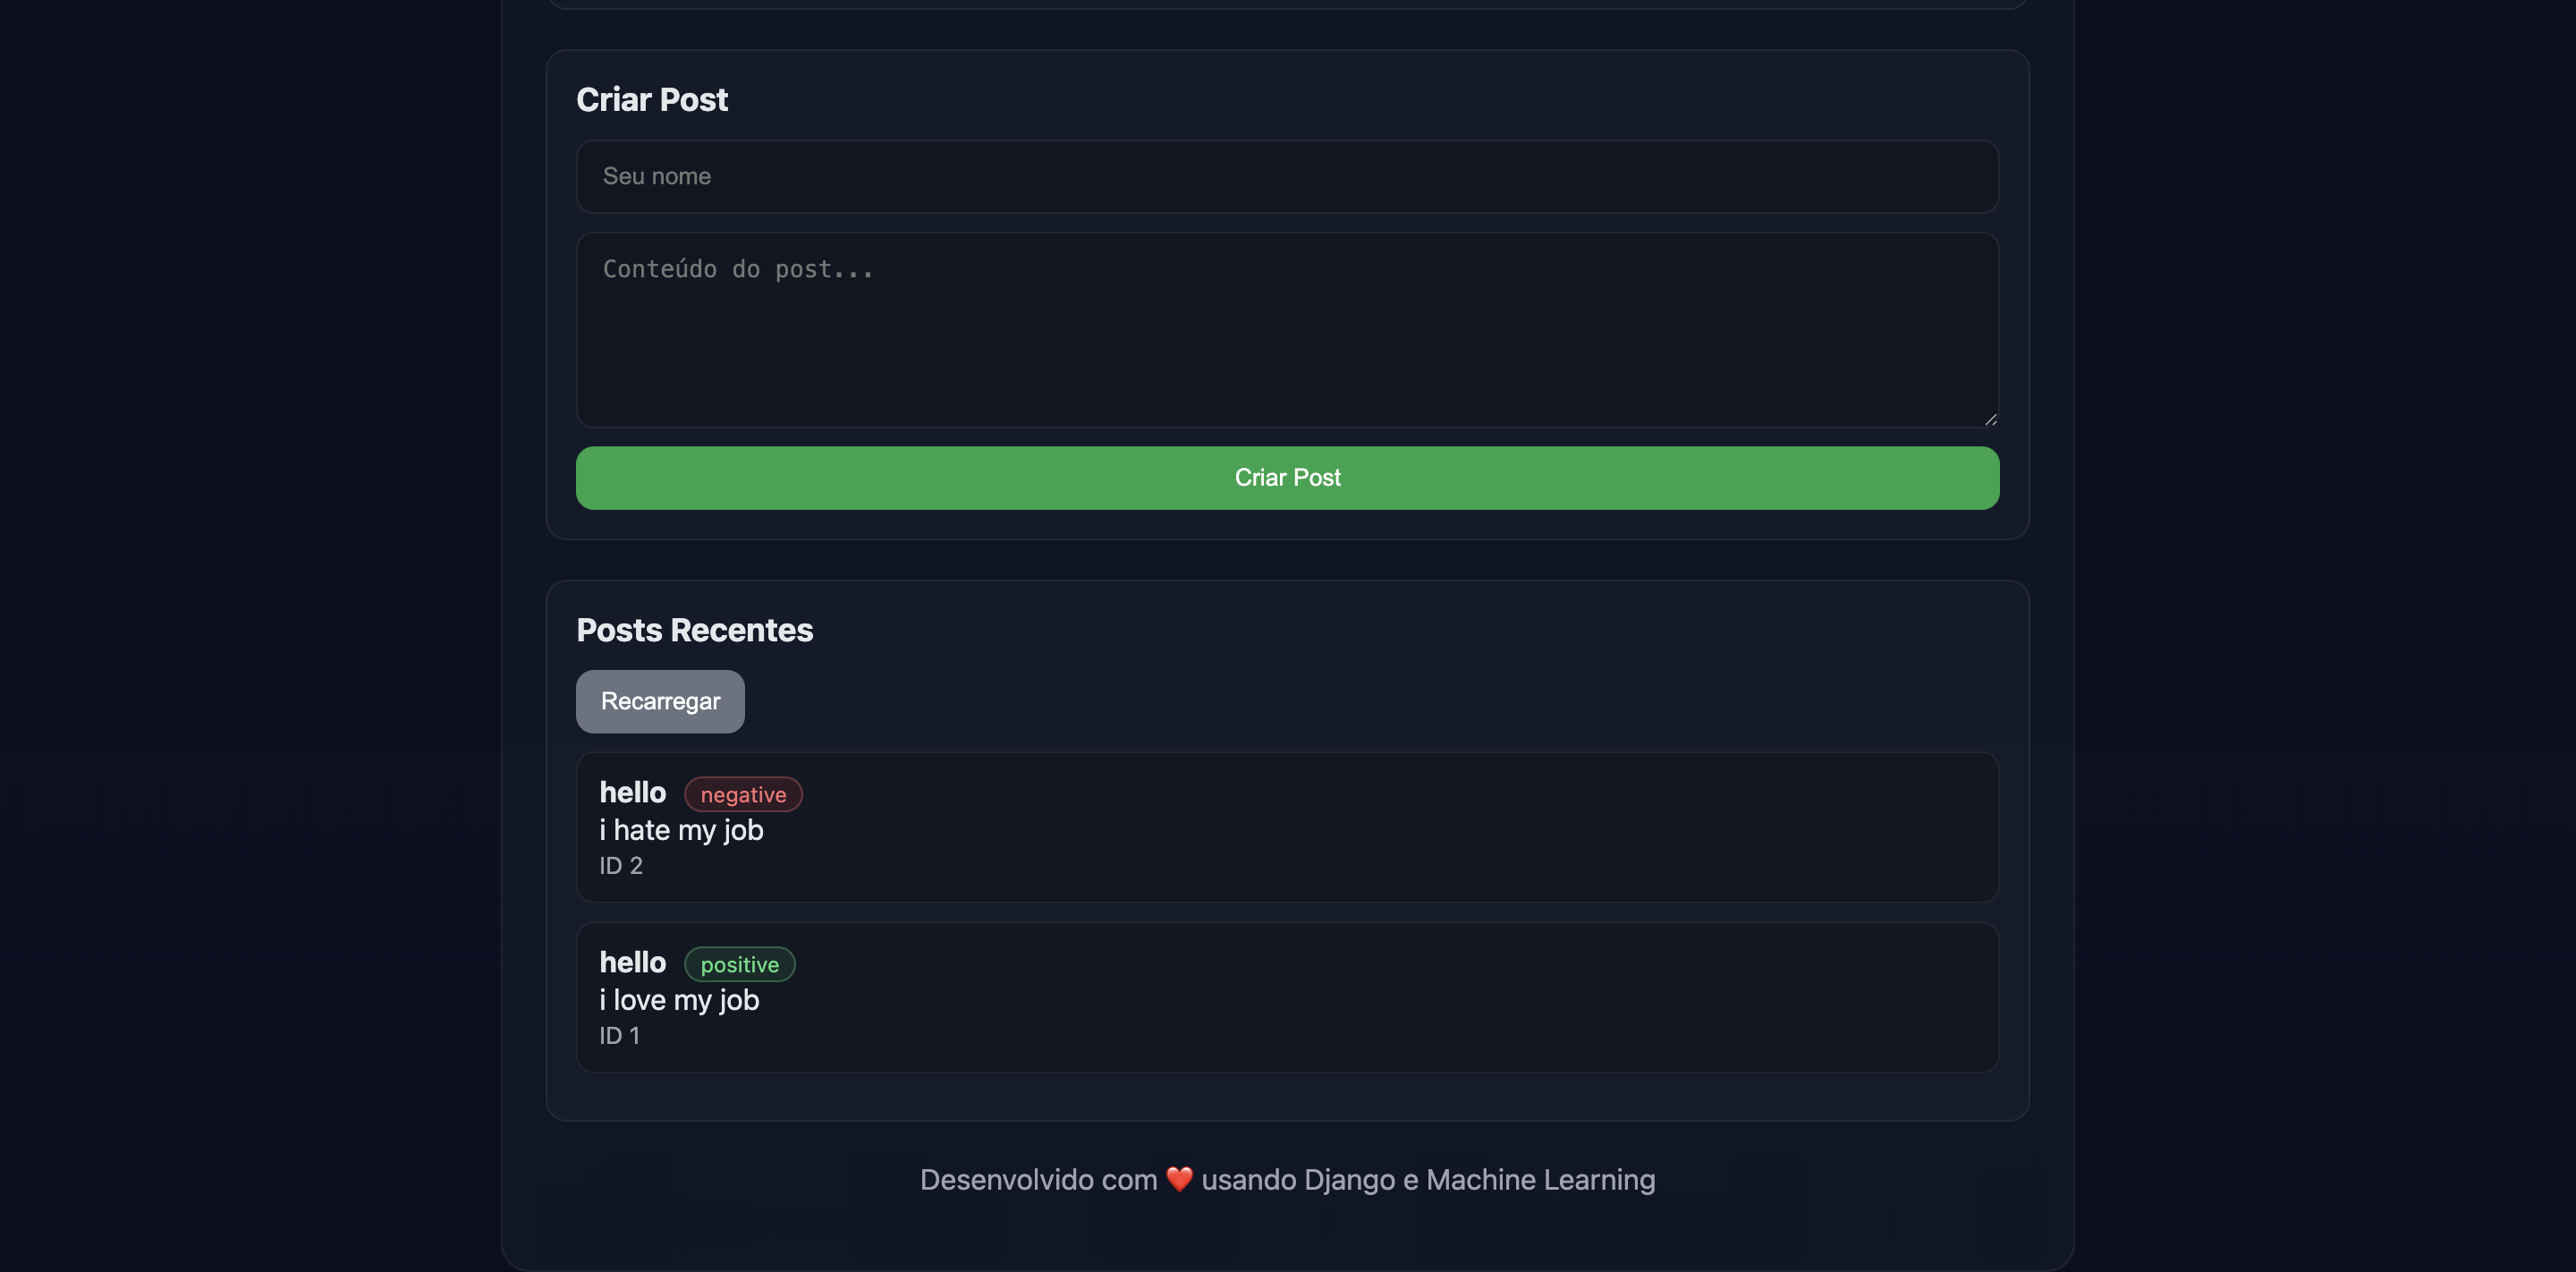 Criar Post
Seu nome
Conteúdo do post...
Criar Post
Posts Recentes
Recarregar
hello negative
i hate my job
ID 2
hello positive
i love my job
ID 1
Desenvolvido com ❤️ usando Django e Machine Learning